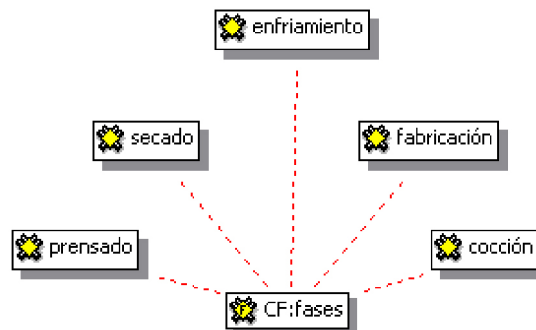 enfriamiento
secado
fabricación
prensado
cocción
CF:fases